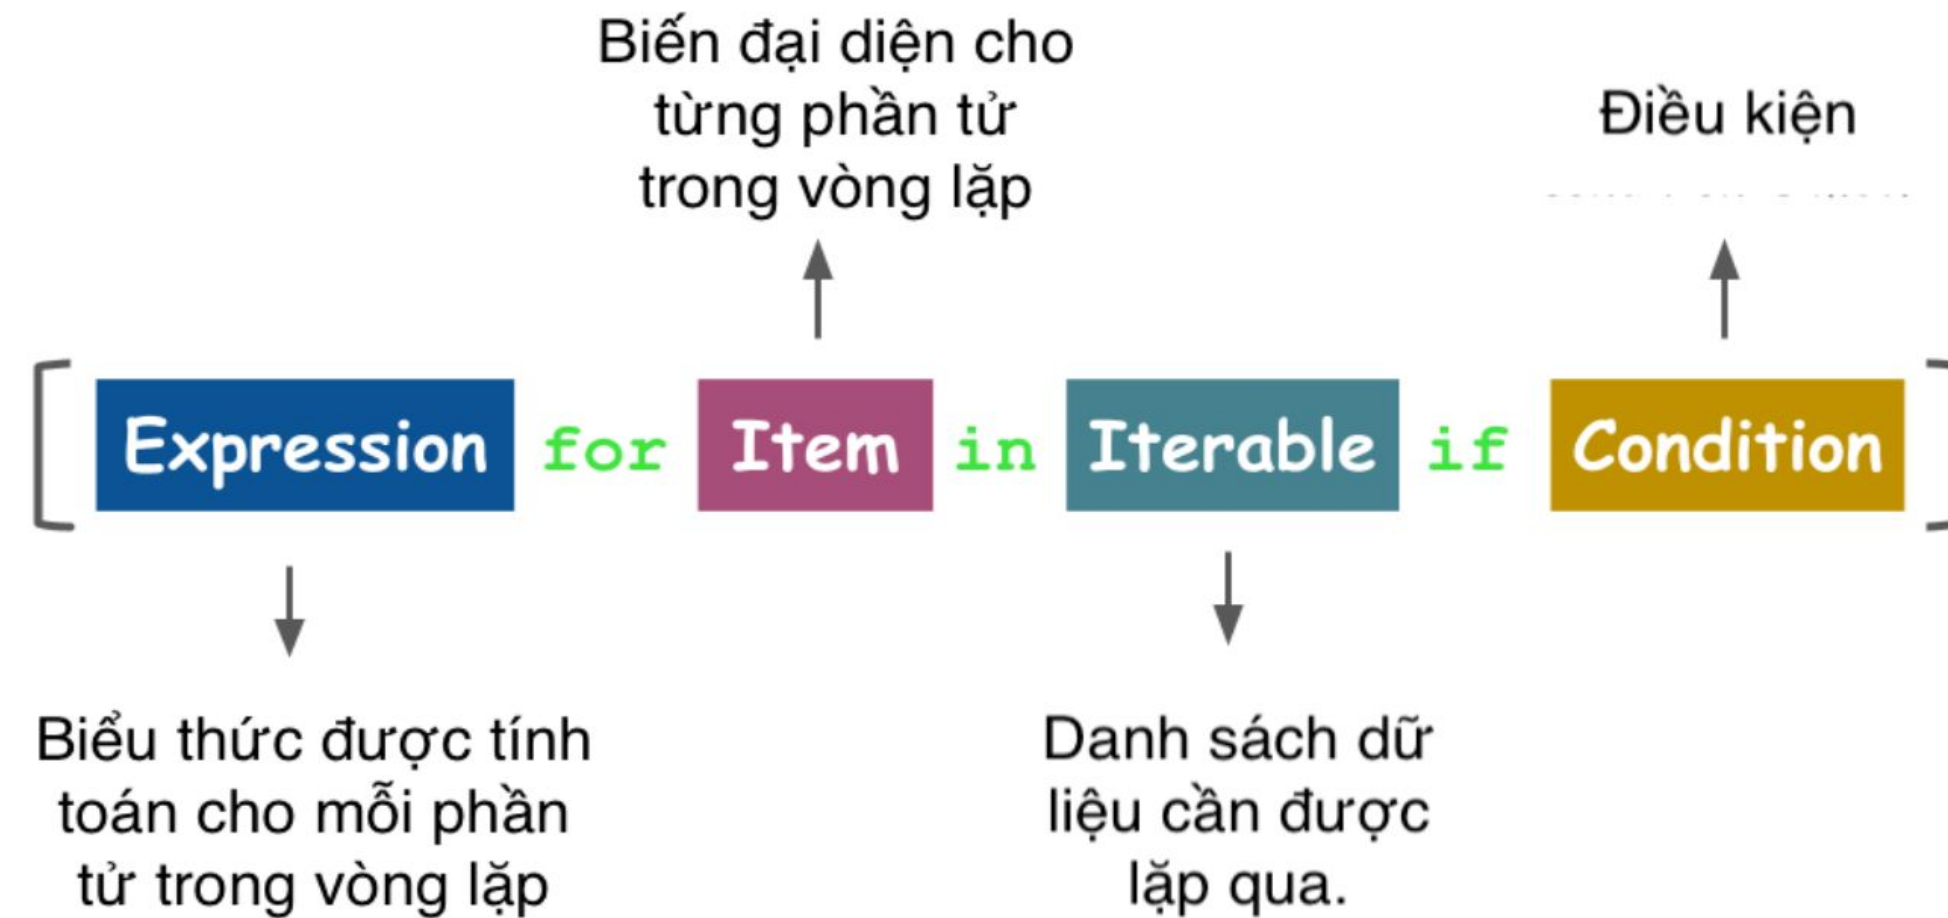 Biến đại diện cho
từng phần tử
trong vòng lặp
Điều kiện
[ Expression for Item in Iterable if Condition ]
Biểu thức được tính
toán cho mỗi phần
tử trong vòng lặp
Danh sách dữ
liệu cần được
lặp qua.